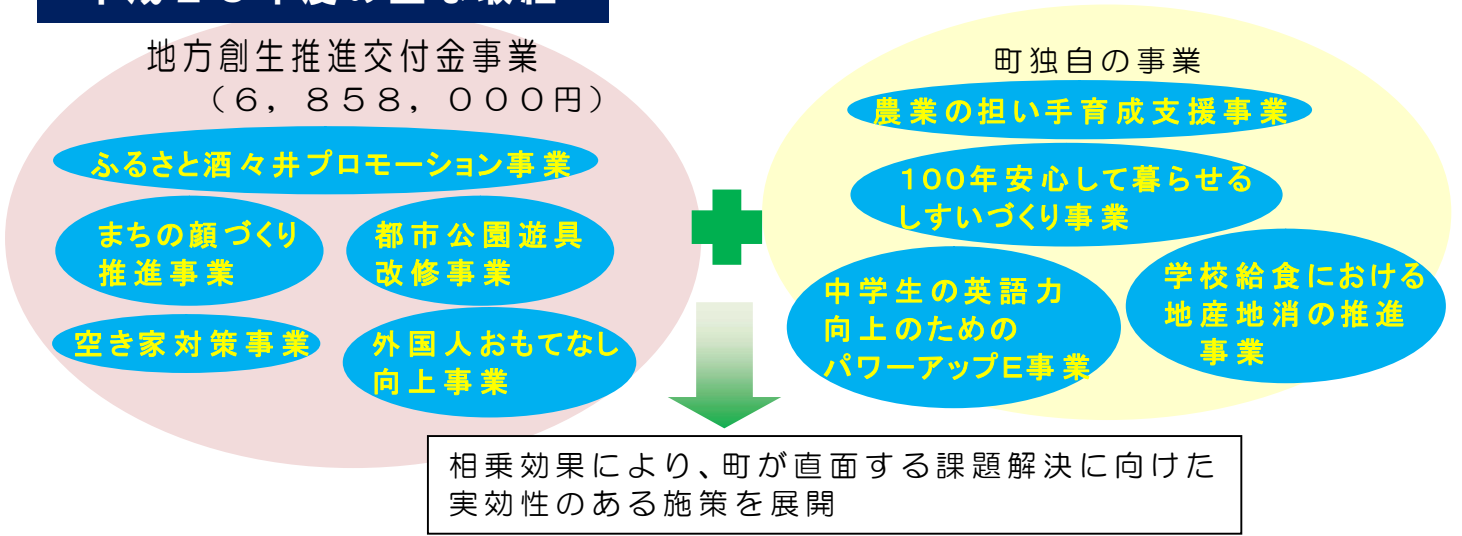 地方創生推進交付金事業
（６，８５８，０００円）
ふるさと酒々井プロモーション事業
まちの顔づくり
推進事業
都市公園遊具
改修事業
空き家対策事業
外国人おもてなし
向上事業
町独自の事業
農業の担い手育成支援事業
１００年安心して暮らせる
しすいづくり事業
中学生の英語力
向上のための
パワーアップE事業
学校給食における
地産地消の推進
事業
相乗効果により、町が直面する課題解決に向けた
実効性のある施策を展開